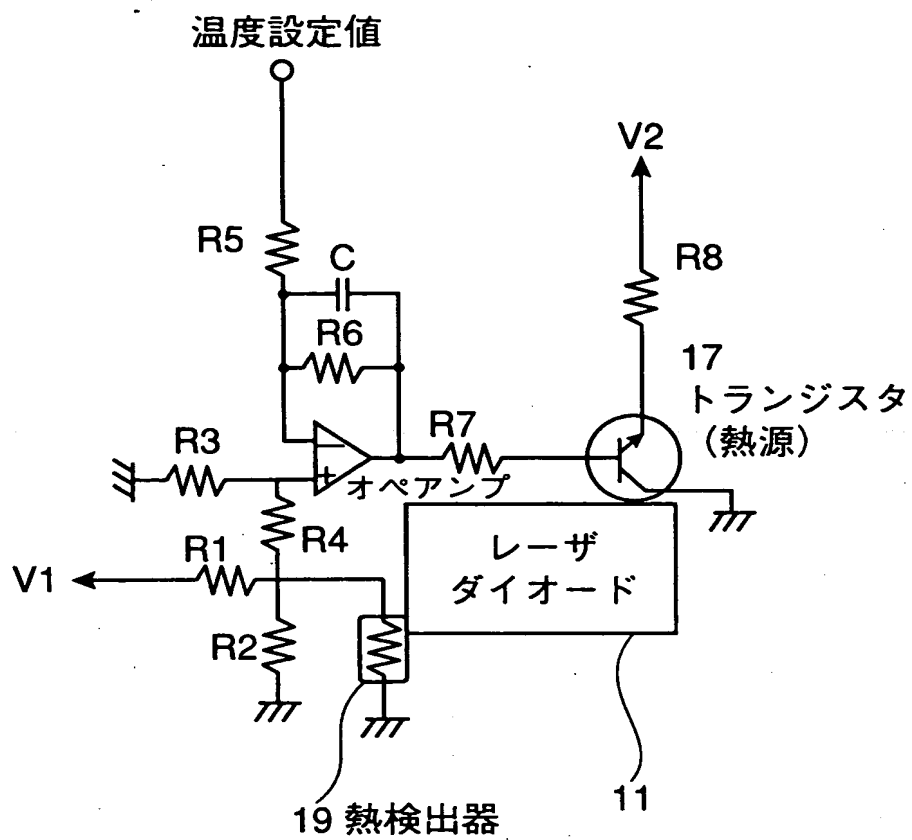 温度設定値
V2
R5
C
R8
R6
17
トランジスタ
（熱源）
R3
R7
オペアンプ
R4
レーザ
ダイオード
R1
V1
R2
19 熱検出器
11